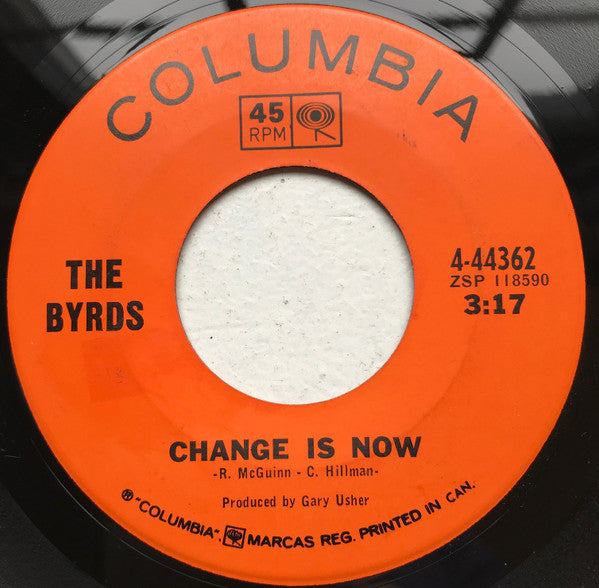 COLUMBIA
45
RPM
THE
BYRDS
4-44362
ZSP 118590
3:17
CHANGE IS NOW
-R. McGuinn - C. Hillman-
Produced by Gary Usher
® "COLUMBIA", MARCAS REG. PRINTED IN CAN.